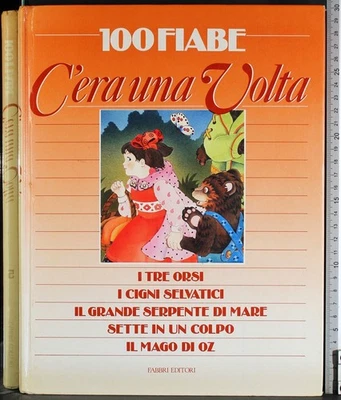 100 FIABE
C'era una Volta
I TRE ORSI
I CIGNI SELVATICI
IL GRANDE SERPENTE DI MARE
SETTE IN UN COLPO
IL MAGO DI OZ
FABBRI EDITORI